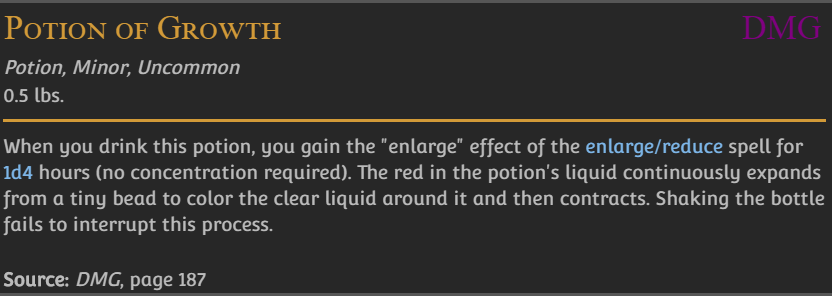 Potion of Growth DMG
Potion, Minor, Uncommon
0.5 lbs.
When you drink this potion, you gain the "enlarge" effect of the enlarge/reduce spell for
1d4 hours (no concentration required). The red in the potion's liquid continuously expands
from a tiny bead to color the clear liquid around it and then contracts. Shaking the bottle
fails to interrupt this process.
Source: DMG, page 187